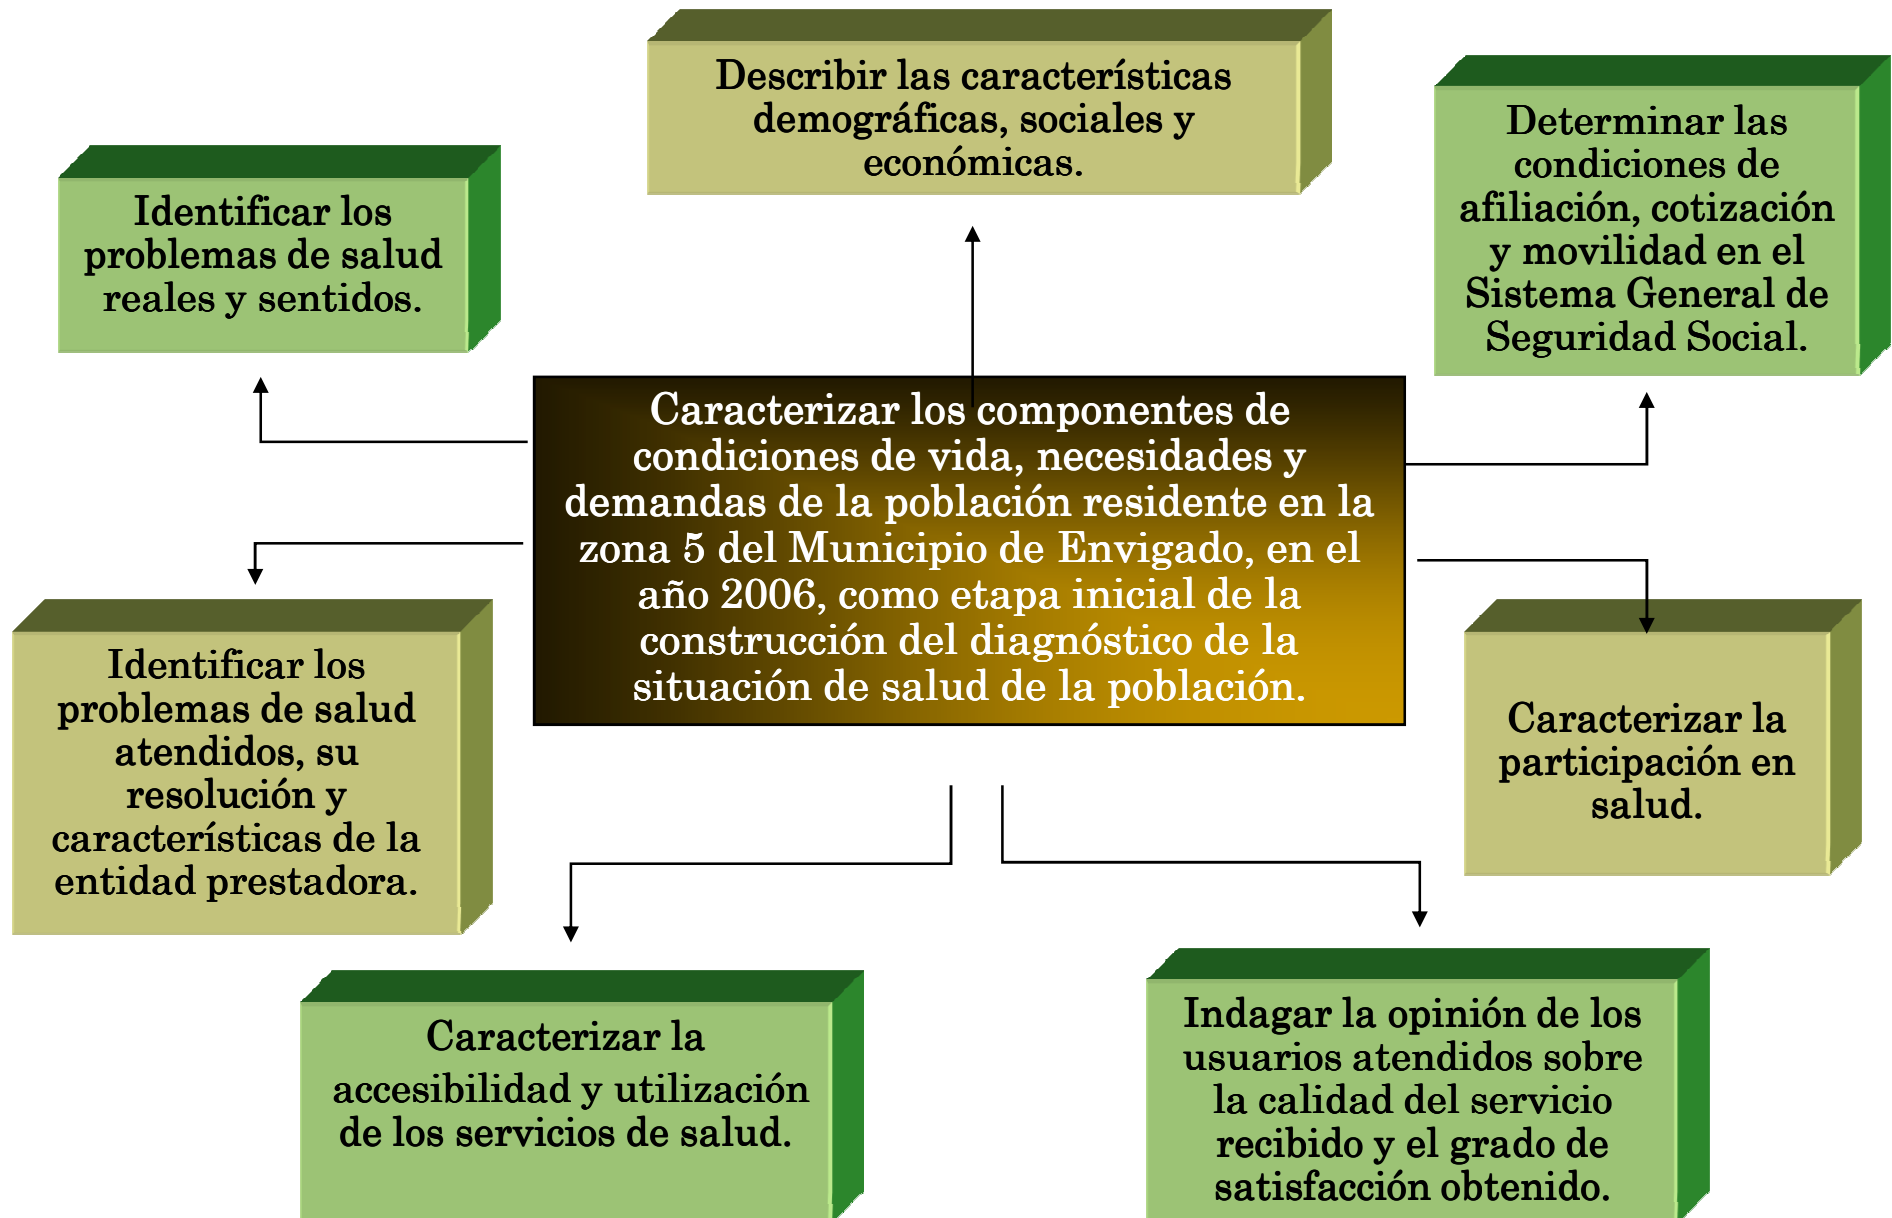 Describir las características
demográficas, sociales y
económicas.
Determinar las
condiciones de
afiliación, cotización
y movilidad en el
Sistema General de
Seguridad Social.
Identificar los
problemas de salud
reales y sentidos.
Caracterizar los componentes de
condiciones de vida, necesidades y
demandas de la población residente en la
zona 5 del Municipio de Envigado, en el
año 2006, como etapa inicial de la
construcción del diagnóstico de la
situación de salud de la población.
Identificar los
problemas de salud
atendidos, su
resolución y
características de la
entidad prestadora.
Caracterizar la
participación en
salud.
Caracterizar la
accesibilidad y utilización
de los servicios de salud.
Indagar la opinión de los
usuarios atendidos sobre
la calidad del servicio
recibido y el grado de
satisfacción obtenido.